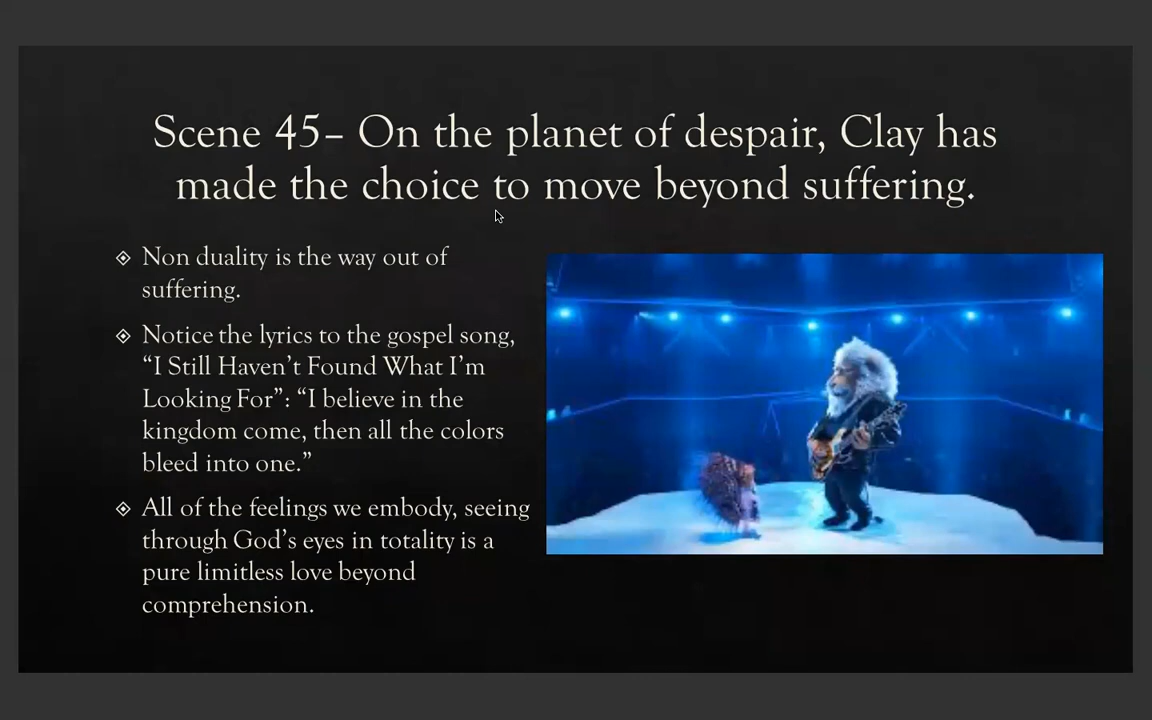 Scene 45– On the planet of despair, Clay has
made the choice to move beyond suffering.
Non duality is the way out of
suffering.
Notice the lyrics to the gospel song,
“I Still Haven’t Found What I’m
Looking For”: “I believe in the
kingdom come, then all the colors
bleed into one.”
All of the feelings we embody, seeing
through God’s eyes in totality is a
pure limitless love beyond
comprehension.